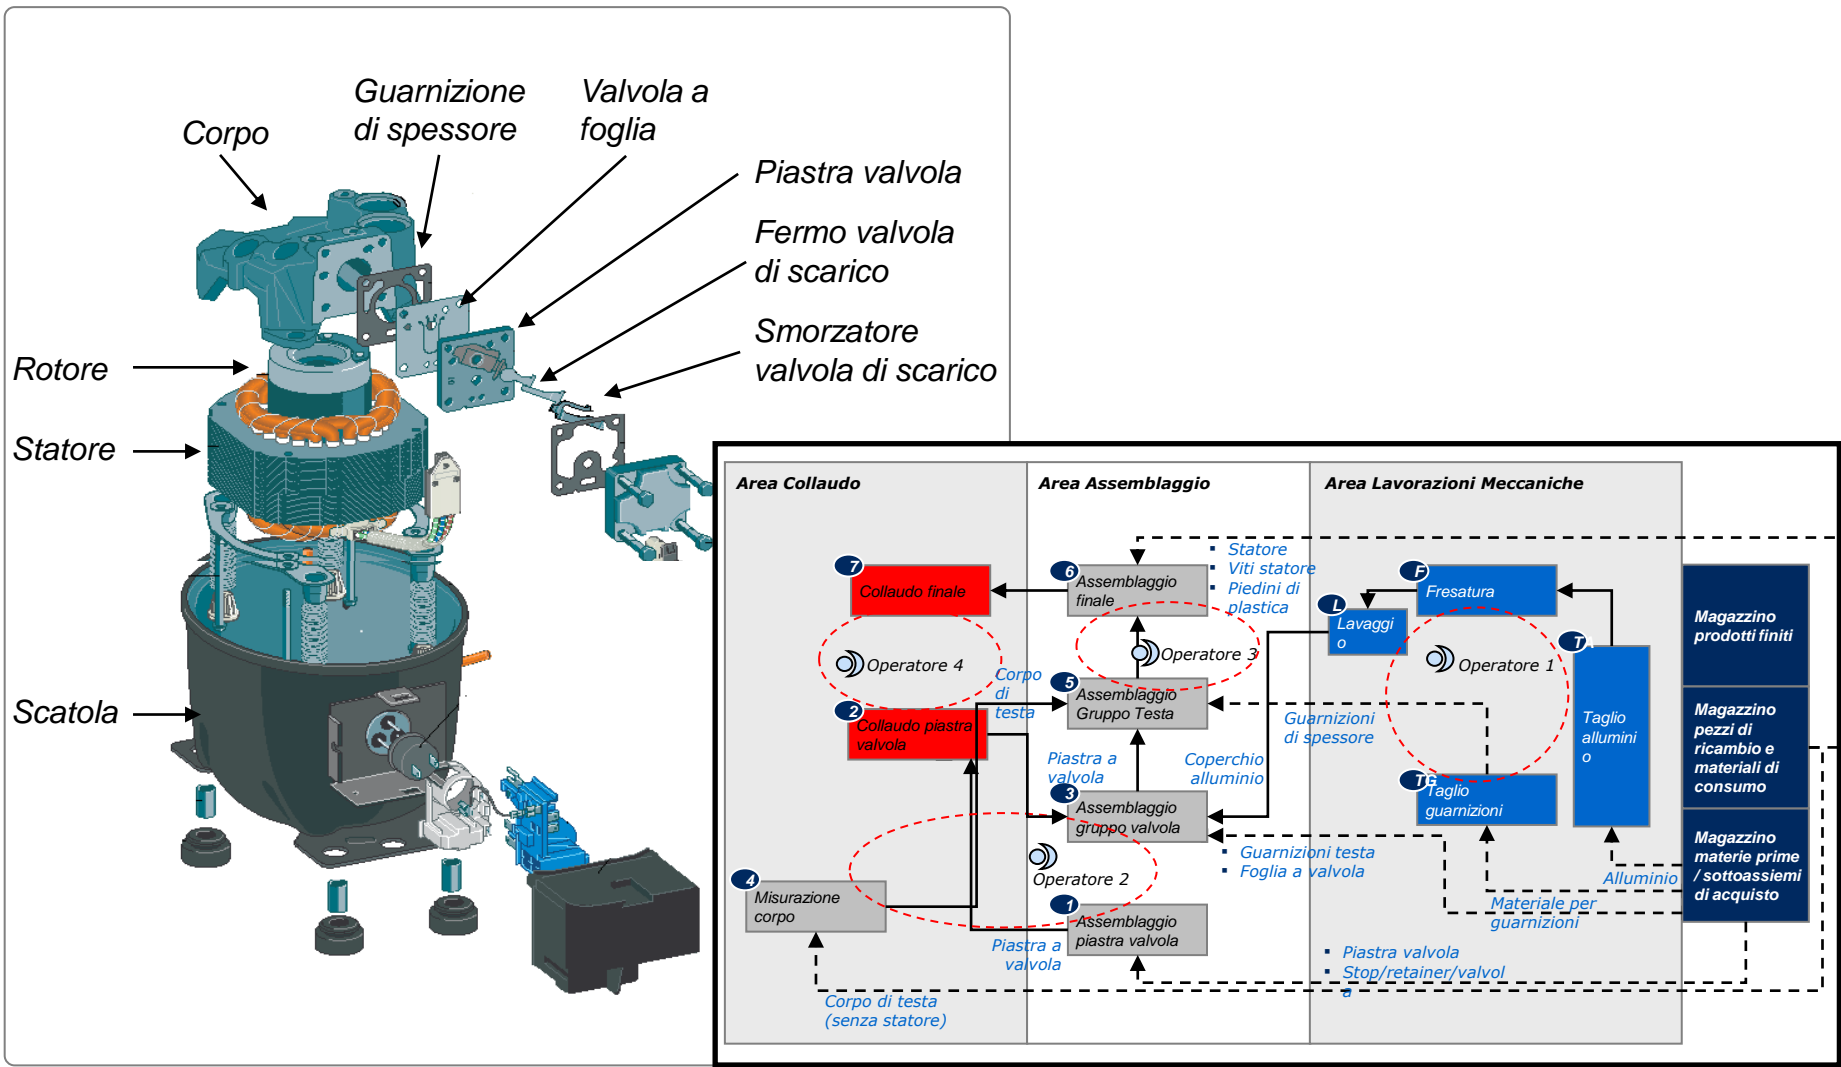 Guarnizione
di spessore
Valvola a
foglia
Corpo
Piastra valvola
Fermo valvola
di scarico
Smorzatore
valvola di scarico
Rotore
Statore
Scatola
Area Collaudo
Area Assemblaggio
Area Lavorazioni Meccaniche
7
Collaudo finale
6
Assemblaggio
finale
▪ Statore
▪ Viti statore
▪ Piedini di
plastica
F
Fresatura
L
Lavaggi
o
TA
Taglio
allumini
o
Operatore 4
Operatore 3
Operatore 1
Corpo
di
testa
5
Assemblaggio
Gruppo Testa
2
Collaudo piastra
valvola
Guarnizioni
di spessore
Piastra a
valvola
Coperchio
alluminio
TG
Taglio
guarnizioni
3
Assemblaggio
gruppo valvola
▪ Guarnizioni testa
▪ Foglia a valvola
Operatore 2
4
Misurazione
corpo
1
Assemblaggio
piastra valvola
Piastra a
valvola
Alluminio
Materiale per
guarnizioni
▪ Piastra valvola
▪ Stop/retainer/valvol
a
Corpo di testa
(senza statore)
Magazzino
prodotti finiti
Magazzino
pezzi di
ricambio e
materiali di
consumo
Magazzino
materie prime
/ sottoassiemi
di acquisto